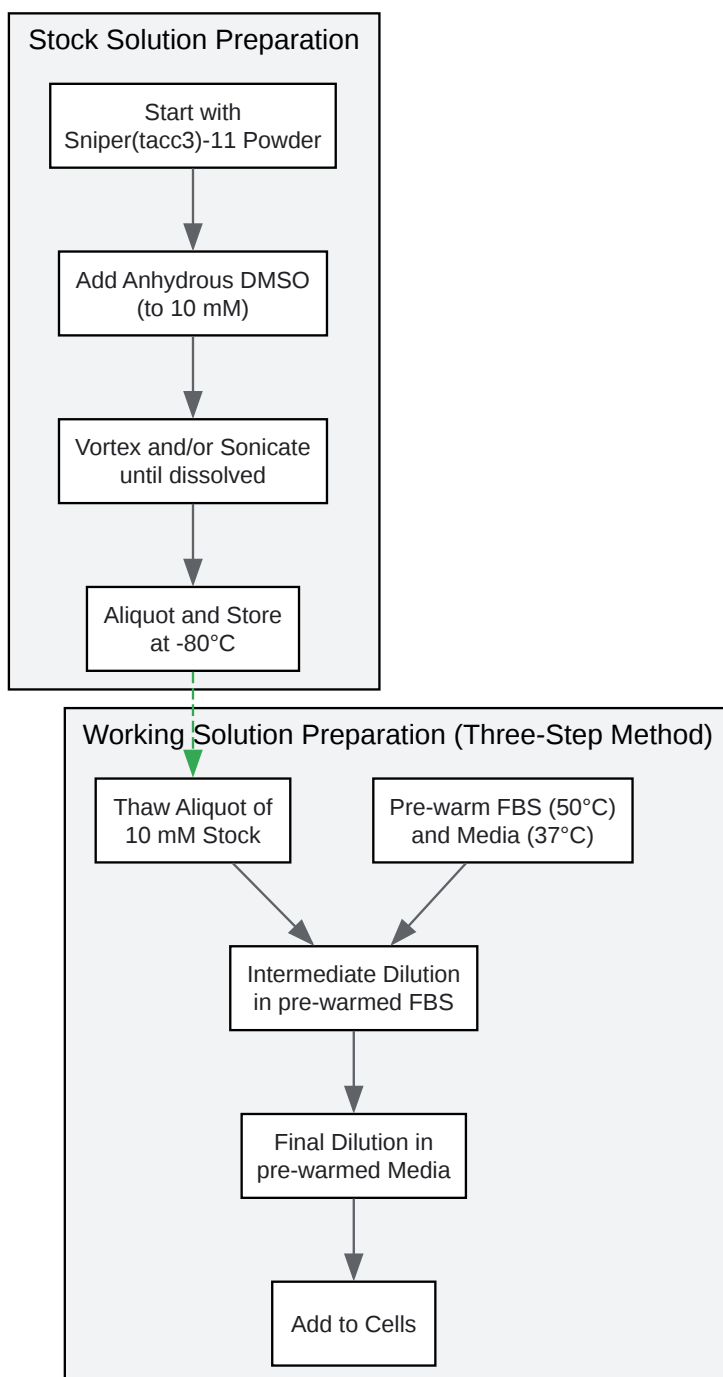 Stock Solution Preparation
Start with
Sniper(tacc3)-11 Powder
Add Anhydrous DMSO
(to 10 mM)
Vortex and/or Sonicate
until dissolved
Aliquot and Store
at -80°C
Working Solution Preparation (Three-Step Method)
Thaw Aliquot of
10 mM Stock
Pre-warm FBS (50°C)
and Media (37°C)
Intermediate Dilution
in pre-warmed FBS
Final Dilution in
pre-warmed Media
Add to Cells